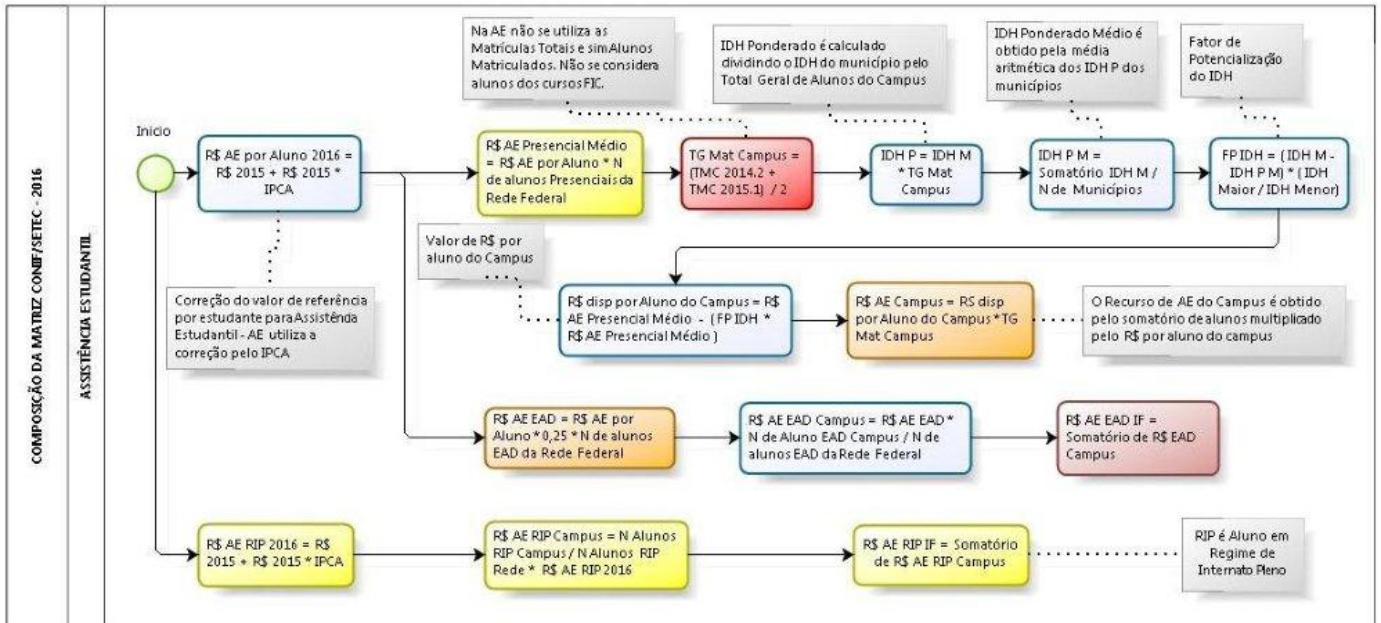 COMPOSIÇÃO DA MATRIZ CONIF/SETEC - 2016
ASSISTÊNCIA ESTUDANTIL
Na AE não se utiliza as
Matrículas Totais e sim Alunos
Matriculados. Não se considera
alunos dos cursos FIC.
IDH Ponderado é calculado
dividindo o IDH do município pelo
Total Geral de Alunos do Campus
IDH Ponderado Médio é
obtido pela média
aritmética dos IDH P dos
municípios
Fator de
Potencialização
do IDH
Inicio
R$ AE por Aluno 2016 =
R$ 2015 + R$ 2015 *
IPCA
R$ AE Presencial Médio
= R$ AE por Aluno * N
de alunos Presenciais da
Rede Federal
TG Mat Campus =
(TMC 2014.2 +
TMC 2015.1) / 2
IDH P = IDH M
* TG Mat
Campus
IDH P M =
Somatório IDH M /
N de Municípios
FP IDH = (IDH M -
IDH P M) * (IDH
Maior / IDH Menor)
Correção do valor de referência
por estudante para Assistência
Estudantil - AE utiliza a
correção pelo IPCA
Valor de R$ por
aluno do Campus
R$ disp por Aluno do Campus = R$
AE Presencial Médio - (FP IDH *
R$ AE Presencial Médio )
R$ AE Campus = RS disp
por Aluno do Campus * TG
Mat Campus
O Recurso de AE do Campus é obtido
pelo somatório de alunos multiplicado
pelo R$ por aluno do campus
R$ AE EAD = R$ AE por
Aluno * 0,25 * N de alunos
EAD da Rede Federal
R$ AE EAD Campus = R$ AE EAD *
N de Aluno EAD Campus / N de
alunos EAD da Rede Federal
R$ AE EAD IF =
Somatório de R$ EAD
Campus
R$ AE RIP 2016 = R$
2015 + R$ 2015 * IPCA
R$ AE RIP Campus = N Alunos
RIP Campus / N Alunos RIP
Rede * R$ AE RIP 2016
R$ AE RIP IF = Somatório
de R$ AE RIP Campus
RIP é Aluno em
Regime de
Internato Pleno